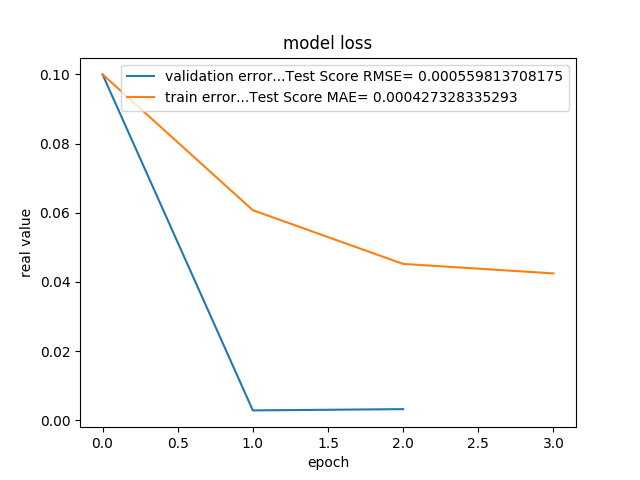 model loss
validation error...Test Score RMSE= 0.000559813708175
train error...Test Score MAE= 0.000427328335293
0.10
0.08
0.06
0.04
0.02
0.00
real value
0.0 0.5 1.0 1.5 2.0 2.5 3.0
epoch